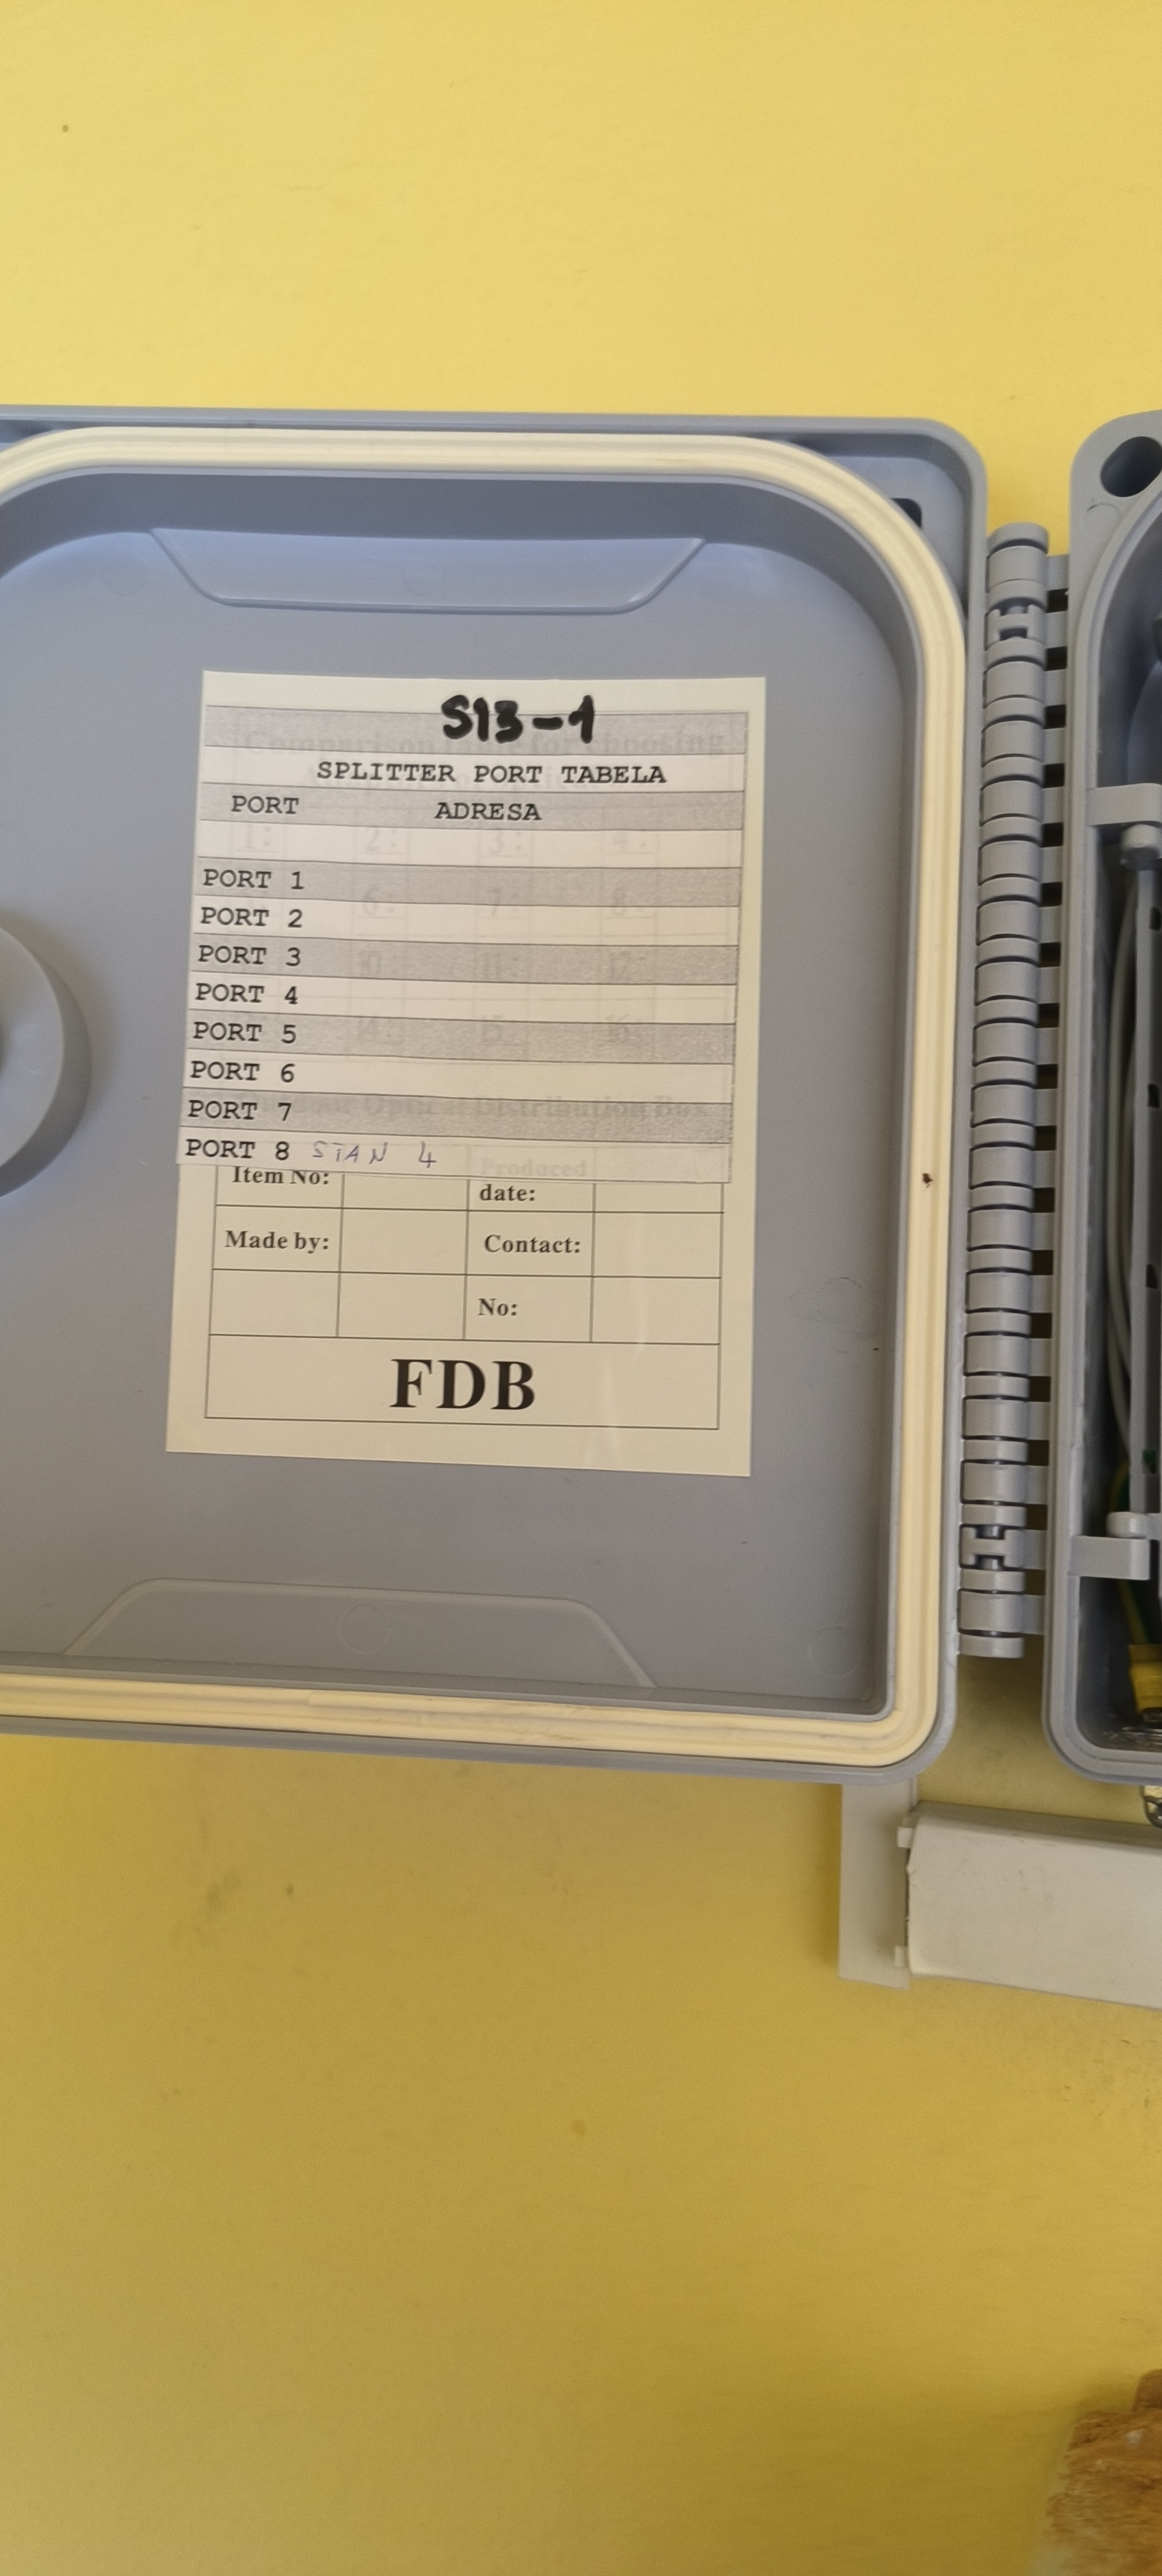 S13-1
SPLITTER PORT TABELA
PORT ADRESA
PORT 1
PORT 2
PORT 3
PORT 4
PORT 5
PORT 6
PORT 7
PORT 8 STAN 4
Item No: Produced date:
Made by: Contact:
No:
FDB